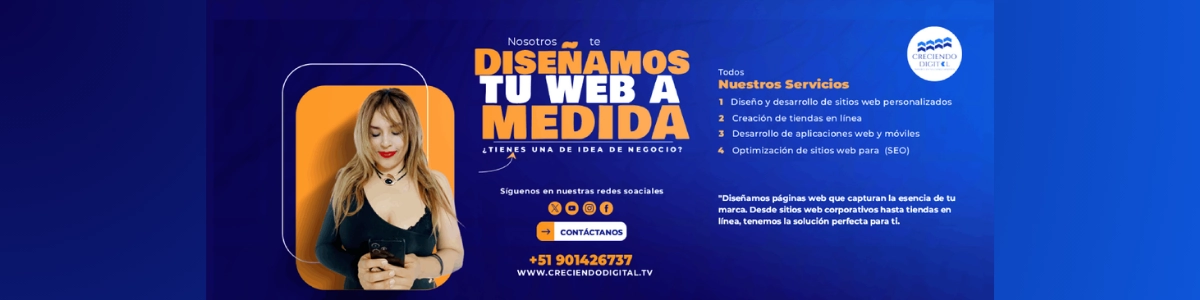 Nosotros te
DISEÑAMOS
TU WEB A
MEDIDA
¿TIENES UNA DE IDEA DE NEGOCIO?
Síguenos en nuestras redes soaciales
CONTÁCTANOS
+51 901426737
WWW.CRECIENDODIGITAL.TV
CRECIENDO
DIGITAL
Todos
Nuestros Servicios
1 Diseño y desarrollo de sitios web personalizados
2 Creación de tiendas en línea
3 Desarrollo de aplicaciones web y móviles
4 Optimización de sitios web para (SEO)
"Diseñamos páginas web que capturan la esencia de tu
marca. Desde sitios web corporativos hasta tiendas en
línea, tenemos la solución perfecta para ti.